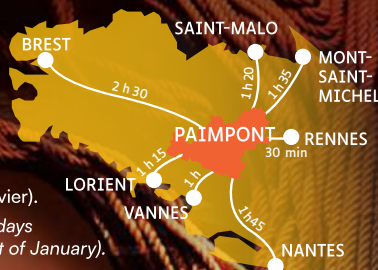 SAINT-MALO
BREST
MONT-
SAINT-
MICHEL
2 h 30
1 h 20
1 h 35
PAIMPONT
RENNES
30 min
1 h 15
1 h
LORIENT
VANNES
1h45
NANTES
vier).
days
t of January).